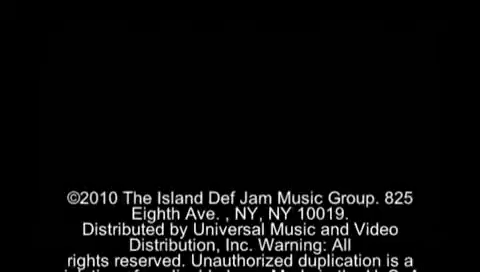 ©2010 The Island Def Jam Music Group. 825
Eighth Ave. , NY, NY 10019.
Distributed by Universal Music and Video
Distribution, Inc. Warning: All
rights reserved. Unauthorized duplication is a